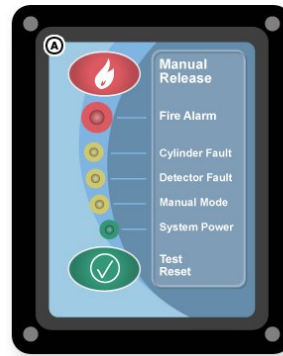 A
Manual
Release
Fire Alarm
Cylinder Fault
Detector Fault
Manual Mode
System Power
Test
Reset